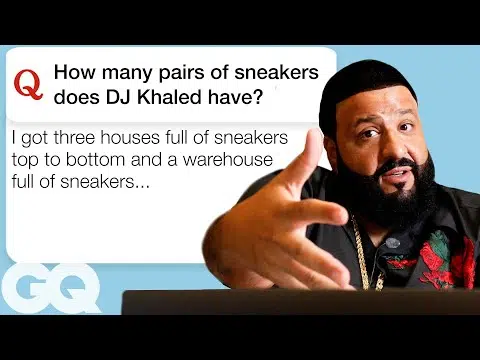 Q
How many pairs of sneakers
does DJ Khaled have?
I got three houses full of sneakers
top to bottom and a warehouse
full of sneakers...
GQ